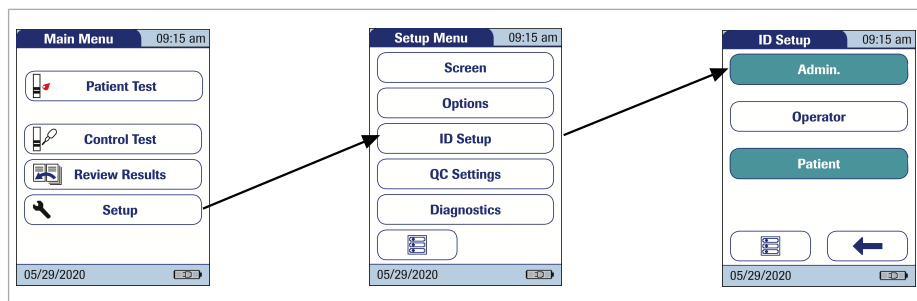 Main Menu 09:15 am
Patient Test
Control Test
Review Results
Setup
05/29/2020
Setup Menu 09:15 am
Screen
Options
ID Setup
QC Settings
Diagnostics
05/29/2020
ID Setup 09:15 am
Admin.
Operator
Patient
05/29/2020